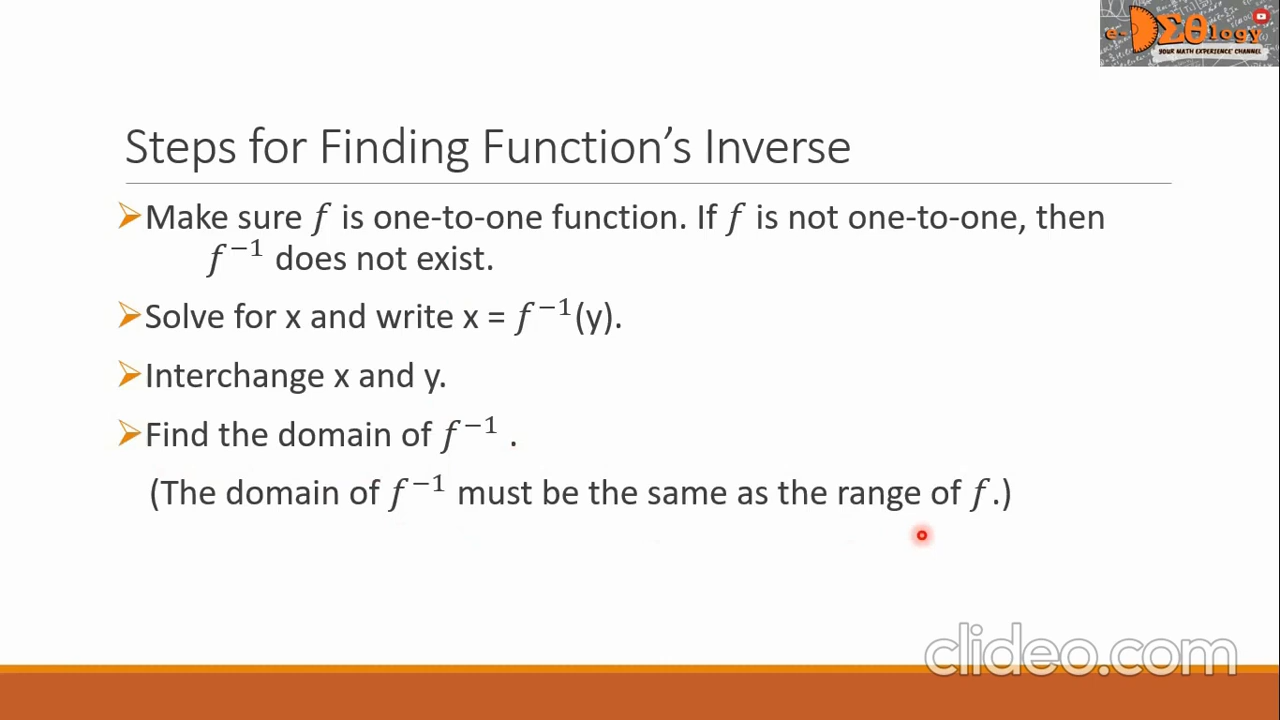 e-DΣΘlogy
YOUR MATH EXPERIENCE CHANNEL
Steps for Finding Function’s Inverse
➢Make sure 𝑓 is one-to-one function. If 𝑓 is not one-to-one, then
𝑓⁻¹ does not exist.
➢Solve for x and write x = 𝑓⁻¹(y).
➢Interchange x and y.
➢Find the domain of 𝑓⁻¹ .
(The domain of 𝑓⁻¹ must be the same as the range of 𝑓.)
clideo.com